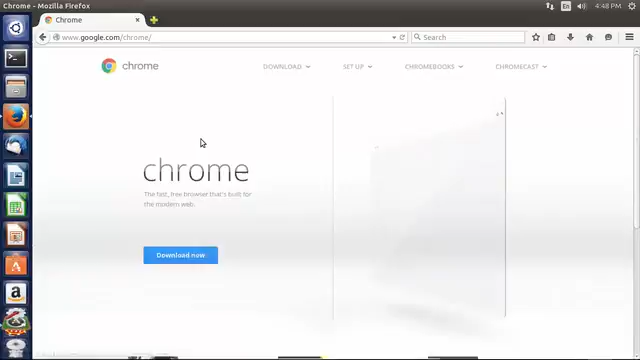 Chrome - Mozilla Firefox
En
4:48 PM
Chrome
www.google.com/chrome/
Search
chrome
DOWNLOAD
SET UP
CHROMEBOOKS
CHROMECAST
chrome
The fast, free browser that's built for
the modern web.
Download now